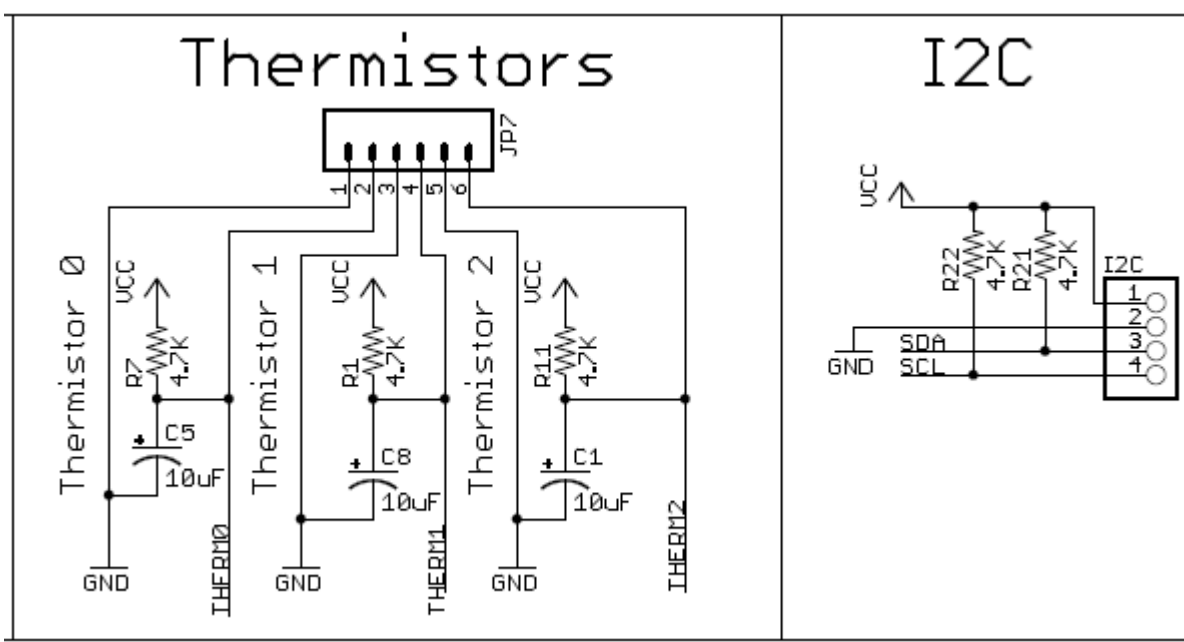 Thermistors
JP7
1
2
3
4
5
6
Thermistor 0
VCC
R7
4.7K
C5
+
10uF
GND
THERM0
Thermistor 1
VCC
R1
4.7K
C8
+
10uF
GND
THERM1
Thermistor 2
VCC
R11
4.7K
C1
+
10uF
GND
THERM2
I2C
VCC
R22
4.7K
R21
4.7K
I2C
1
2
3
4
GND
SDA
SCL